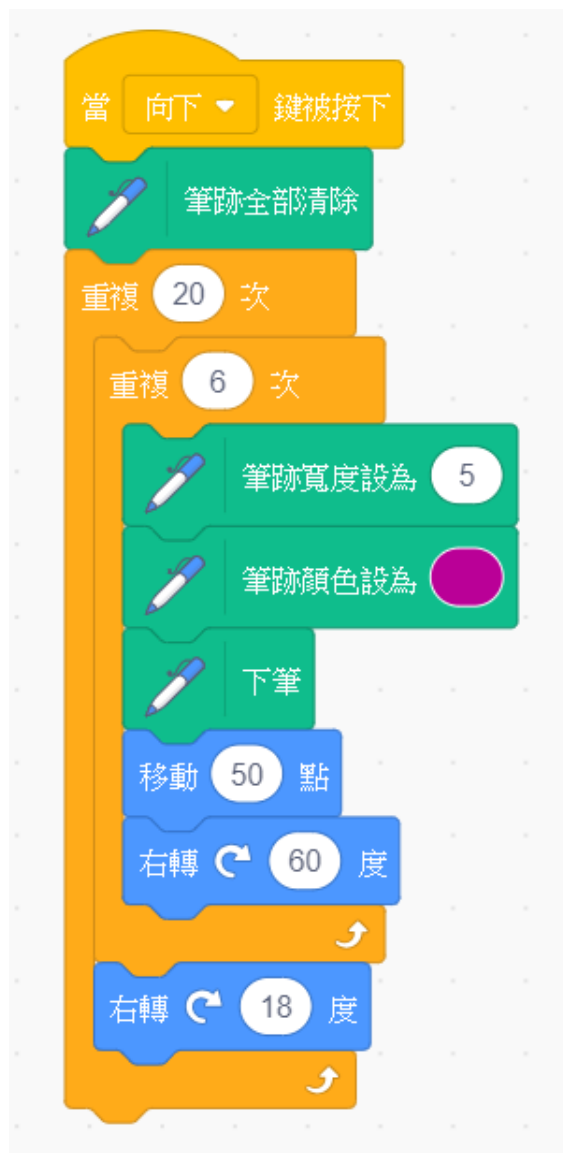 當 向下 鍵被按下
筆跡全部清除
重複 20 次
重複 6 次
筆跡寬度設為 5
筆跡顏色設為
下筆
移動 50 點
右轉 60 度
右轉 18 度